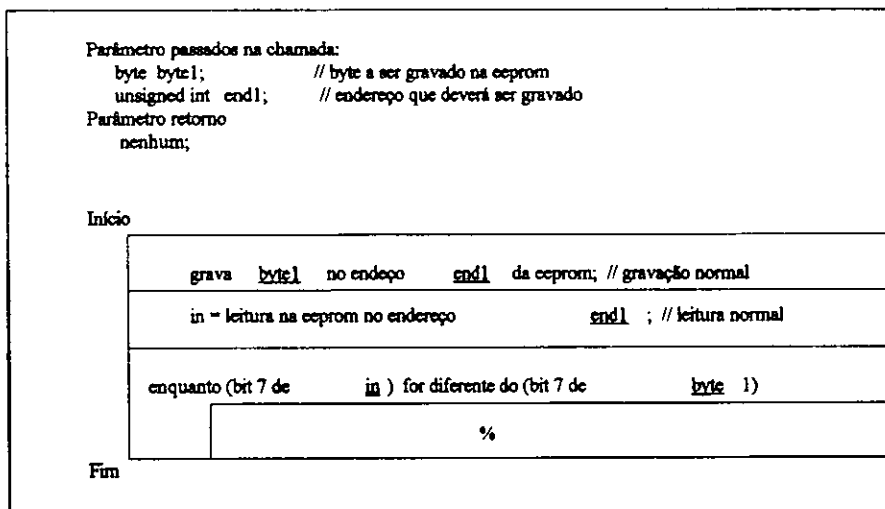 Parâmetro passados na chamada:
byte byte1; // byte a ser gravado na eeprom
unsigned int end1; // endereço que deverá ser gravado
Parâmetro retorno
nenhum;
Início
grava byte1 no endeço end1 da eeprom; // gravação normal
in = leitura na eeprom no endereço end1 ; // leitura normal
enquanto (bit 7 de in ) for diferente do (bit 7 de byte 1)
%
Fim